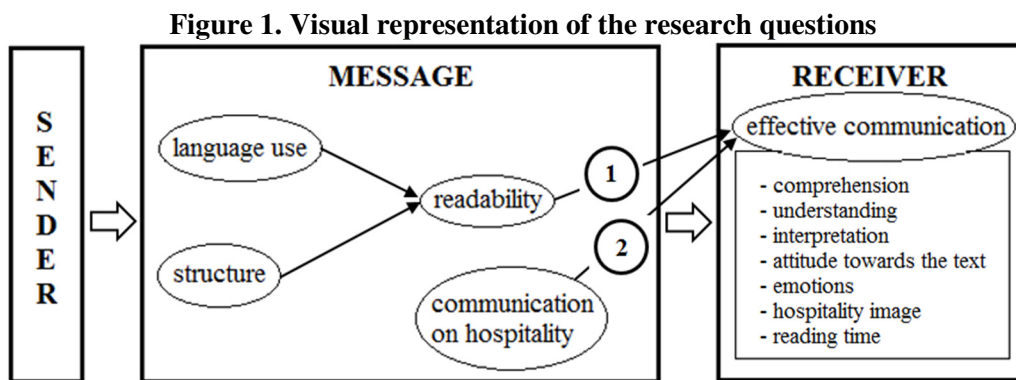 Figure 1. Visual representation of the research questions
SENDER
MESSAGE
language use
structure
readability
communication
on hospitality
1
2
RECEIVER
effective communication
- comprehension
- understanding
- interpretation
- attitude towards the text
- emotions
- hospitality image
- reading time